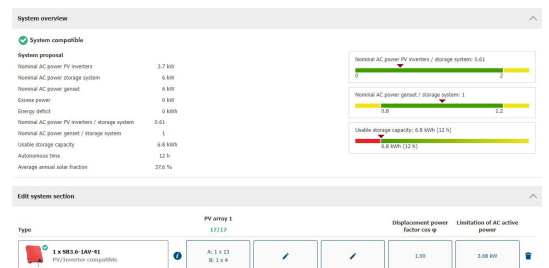 System overview
System compatible
System proposal
Nominal AC power PV inverters 3.7 kW
Nominal AC power storage system 6 kW
Nominal AC power genset 6 kW
Excess power 0 kW
Energy deficit 0 kWh
Nominal AC power PV inverters / storage system 0.61
Nominal AC power genset / storage system 1
Usable storage capacity 6.8 kWh
Autonomous time 12 h
Average annual solar fraction 37.6 %
Nominal AC power PV inverters / storage system: 0.61
0 2
Nominal AC power genset / storage system: 1
0.8 1.2
Usable storage capacity: 6.8 kWh (12 h)
6.8 kWh (12 h)
Edit system section
Type PV array 1 Displacement power factor cos φ Limitation of AC active power
17/17
1 x SB3.6-1AV-41 A: 1 x 13 1.00 3.68 kW
PV/Inverter compatible B: 1 x 4